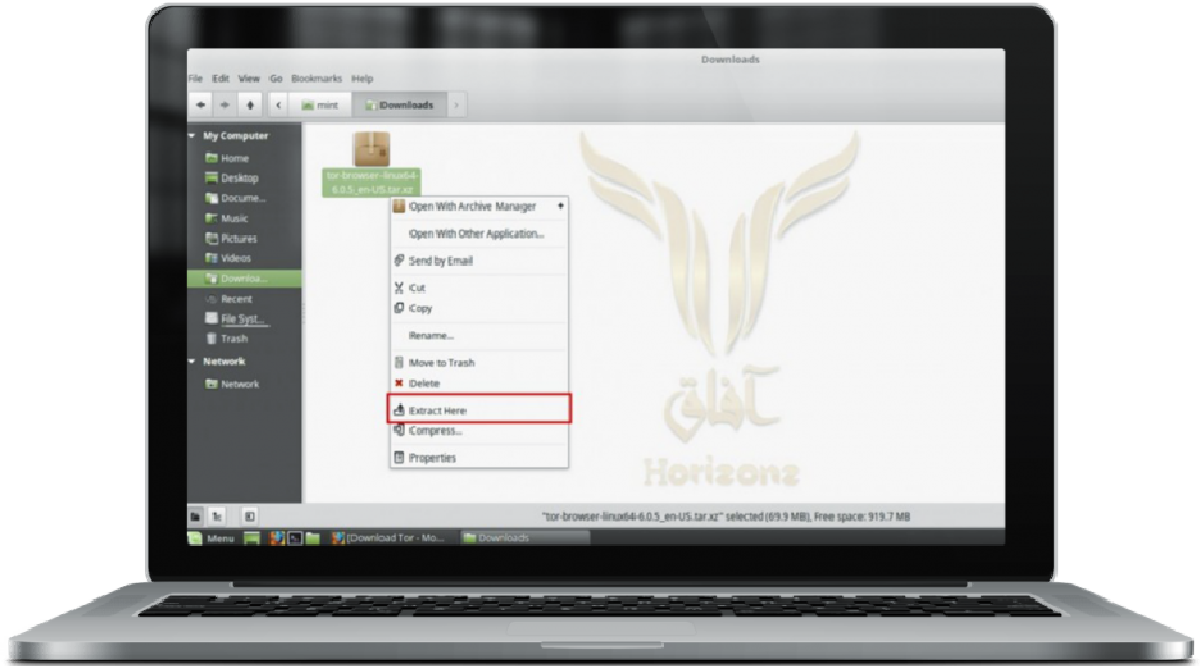 Downloads
File Edit View Go Bookmarks Help
mint Downloads
My Computer
Home
Desktop
Docume...
Music
Pictures
Videos
Downloa...
Recent
File Syst...
Trash
Network
Network
tor-browser-linux64-
6.0.5_en-US.tar.xz
Open With Archive Manager
Open With Other Application...
Send by Email
Cut
Copy
Rename...
Move to Trash
Delete
Extract Here
Compress...
Properties
آفاق
Horizons
"tor-browser-linux64-6.0.5_en-US.tar.xz" selected (69.9 MB), Free space: 919.7 MB
Menu [Download Tor - Mo... Downloads